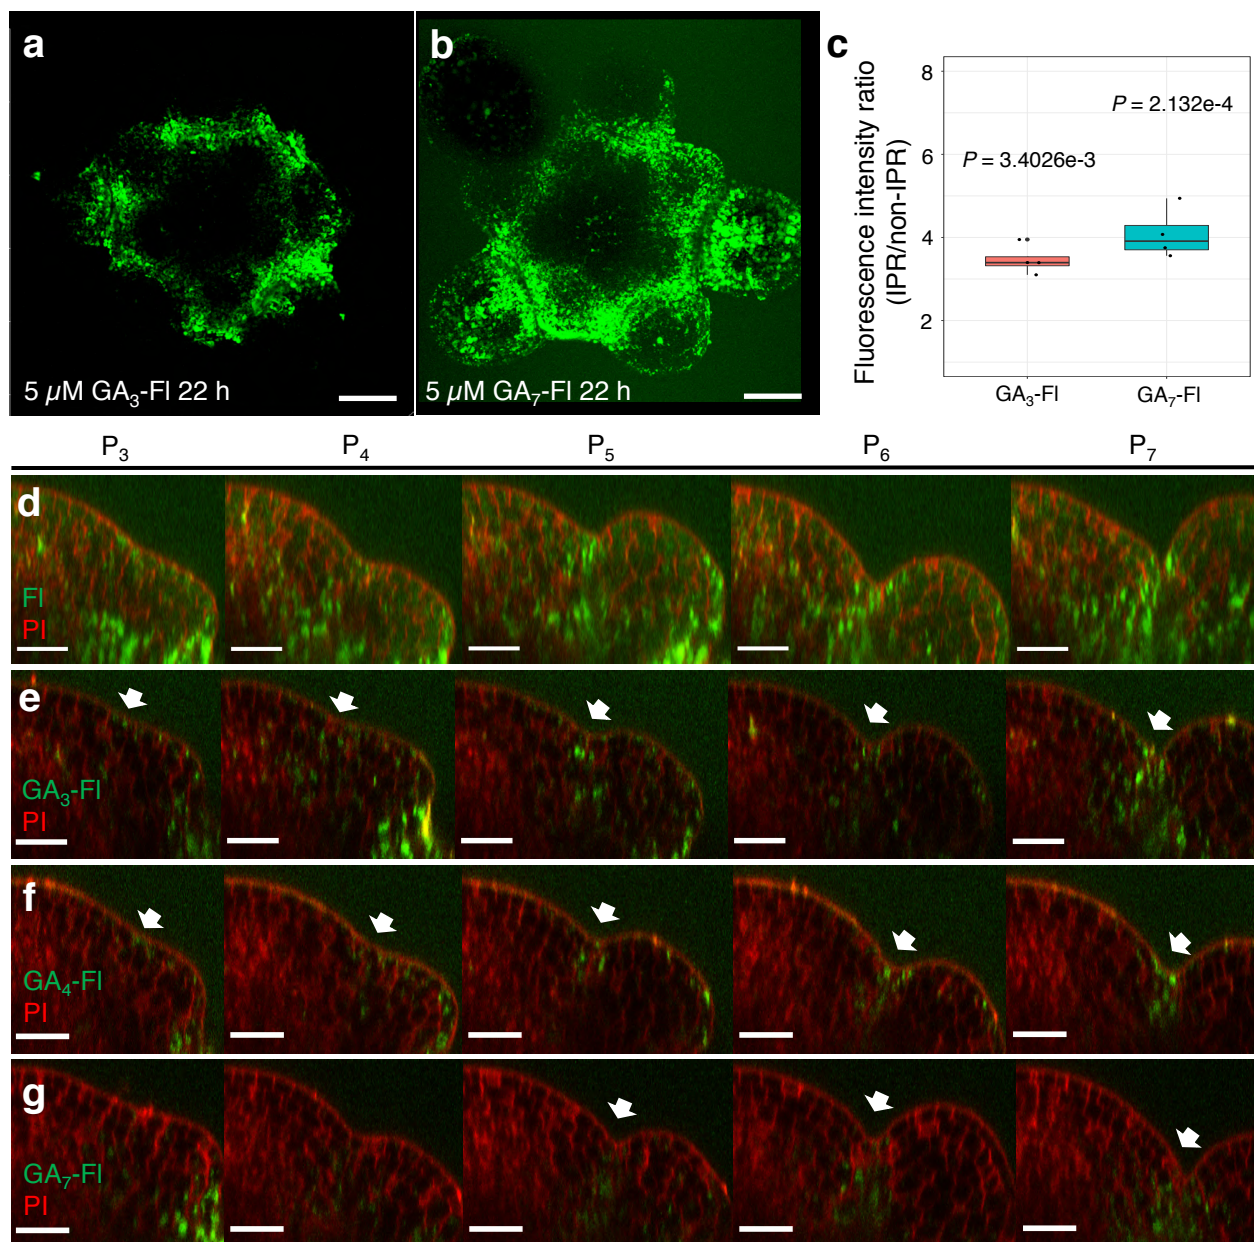 a
5 µM GA₃-Fl 22 h
b
5 µM GA₇-Fl 22 h
c
Fluorescence intensity ratio
(IPR/non-IPR)
8
6
4
2
P = 3.4026e-3
P = 2.132e-4
GA₃-Fl
GA₇-Fl
P₃
P₄
P₅
P₆
P₇
d
Fl
PI
e
GA₃-Fl
PI
f
GA₄-Fl
PI
g
GA₇-Fl
PI